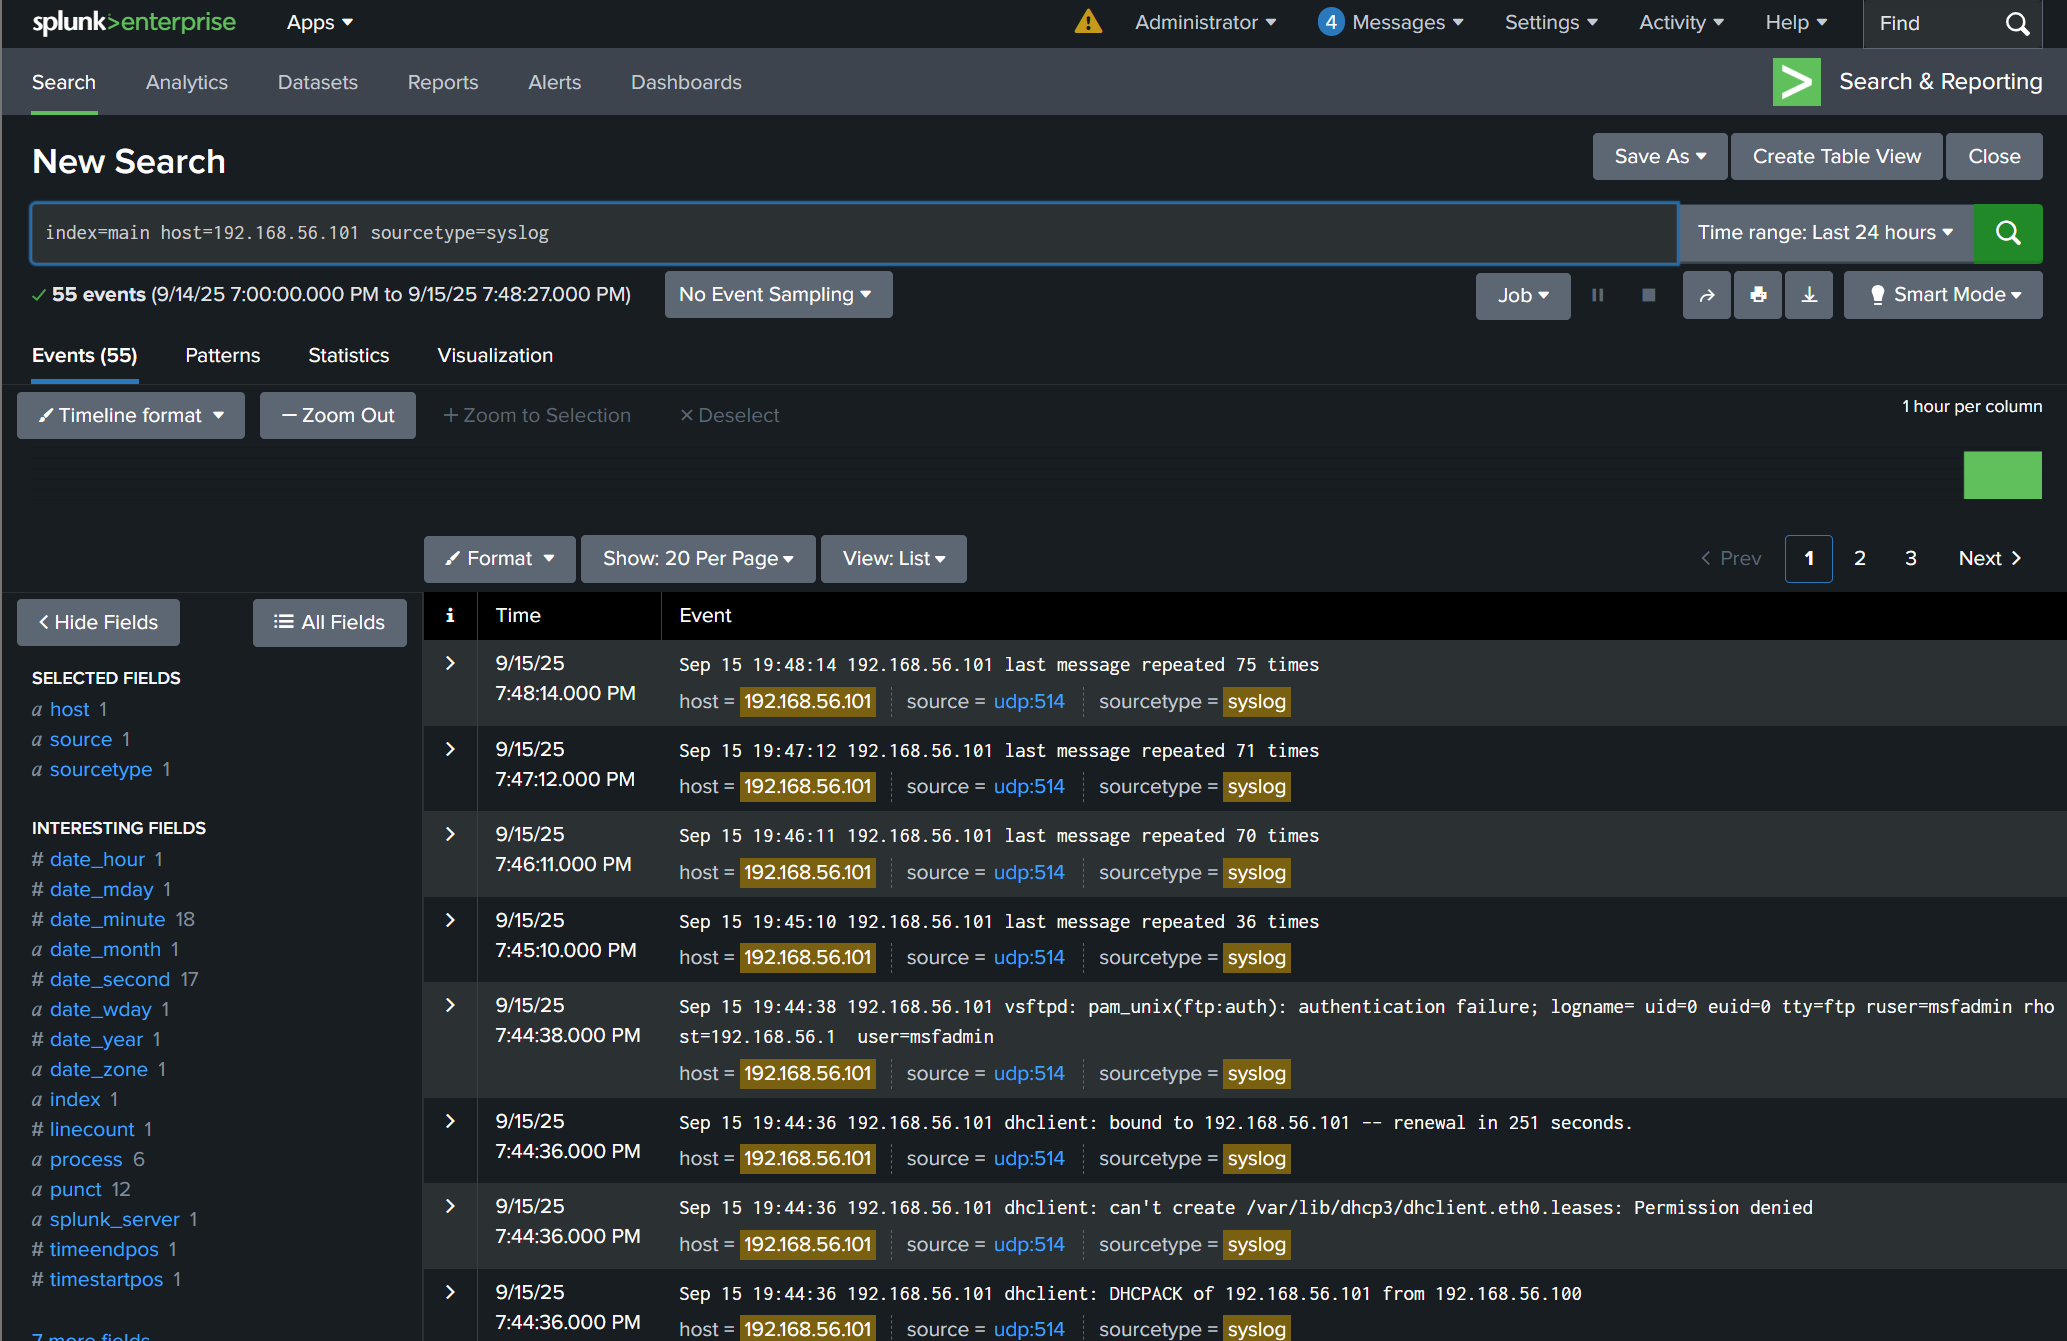 splunk>enterprise Apps Administrator 4 Messages Settings Activity Help Find
Search Analytics Datasets Reports Alerts Dashboards Search & Reporting
New Search Save As Create Table View Close
index=main host=192.168.56.101 sourcetype=syslog Time range: Last 24 hours
55 events (9/14/25 7:00:00.000 PM to 9/15/25 7:48:27.000 PM) No Event Sampling Job Smart Mode
Events (55) Patterns Statistics Visualization
Timeline format — Zoom Out + Zoom to Selection × Deselect 1 hour per column
Format Show: 20 Per Page View: List < Prev 1 2 3 Next >
< Hide Fields All Fields
SELECTED FIELDS
a host 1
a source 1
a sourcetype 1
INTERESTING FIELDS
# date_hour 1
# date_mday 1
# date_minute 18
a date_month 1
# date_second 17
a date_wday 1
# date_year 1
a date_zone 1
a index 1
# linecount 1
a process 6
a punct 12
a splunk_server 1
# timeendpos 1
# timestartpos 1
7 more fields
i Time Event
9/15/25
7:48:14.000 PM
Sep 15 19:48:14 192.168.56.101 last message repeated 75 times
host = 192.168.56.101 source = udp:514 sourcetype = syslog
9/15/25
7:47:12.000 PM
Sep 15 19:47:12 192.168.56.101 last message repeated 71 times
host = 192.168.56.101 source = udp:514 sourcetype = syslog
9/15/25
7:46:11.000 PM
Sep 15 19:46:11 192.168.56.101 last message repeated 70 times
host = 192.168.56.101 source = udp:514 sourcetype = syslog
9/15/25
7:45:10.000 PM
Sep 15 19:45:10 192.168.56.101 last message repeated 36 times
host = 192.168.56.101 source = udp:514 sourcetype = syslog
9/15/25
7:44:38.000 PM
Sep 15 19:44:38 192.168.56.101 vsftpd: pam_unix(ftp:auth): authentication failure; logname= uid=0 euid=0 tty=ftp ruser=msfadmin rho
st=192.168.56.1  user=msfadmin
host = 192.168.56.101 source = udp:514 sourcetype = syslog
9/15/25
7:44:36.000 PM
Sep 15 19:44:36 192.168.56.101 dhclient: bound to 192.168.56.101 -- renewal in 251 seconds.
host = 192.168.56.101 source = udp:514 sourcetype = syslog
9/15/25
7:44:36.000 PM
Sep 15 19:44:36 192.168.56.101 dhclient: can't create /var/lib/dhcp3/dhclient.eth0.leases: Permission denied
host = 192.168.56.101 source = udp:514 sourcetype = syslog
9/15/25
7:44:36.000 PM
Sep 15 19:44:36 192.168.56.101 dhclient: DHCPACK of 192.168.56.101 from 192.168.56.100
host = 192.168.56.101 source = udp:514 sourcetype = syslog